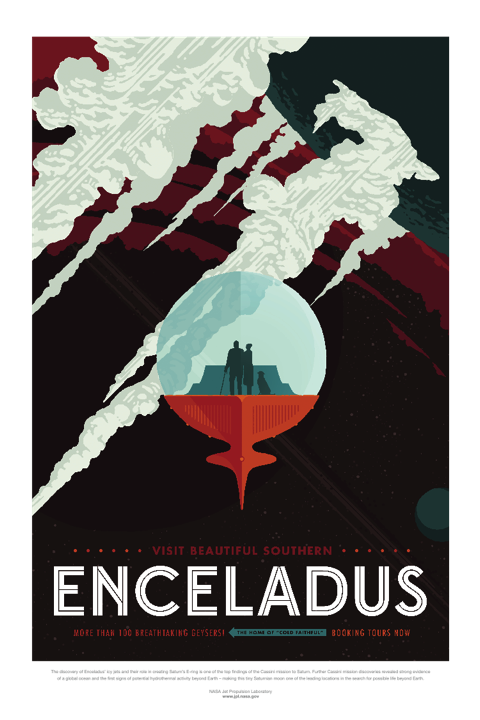 VISIT BEAUTIFUL SOUTHERN
ENCELADUS
MORE THAN 100 BREATHTAKING GEYSERS! THE HOME OF "COLD FAITHFUL" BOOKING TOURS NOW
The discovery of Enceladus' icy jets and their role in creating Saturn's E-ring is one of the top findings of the Cassini mission to Saturn. Further Cassini mission discoveries revealed strong evidence
of a global ocean and the first signs of potential hydrothermal activity beyond Earth – making this tiny Saturnian moon one of the leading locations in the search for possible life beyond Earth.
NASA Jet Propulsion Laboratory
www.jpl.nasa.gov